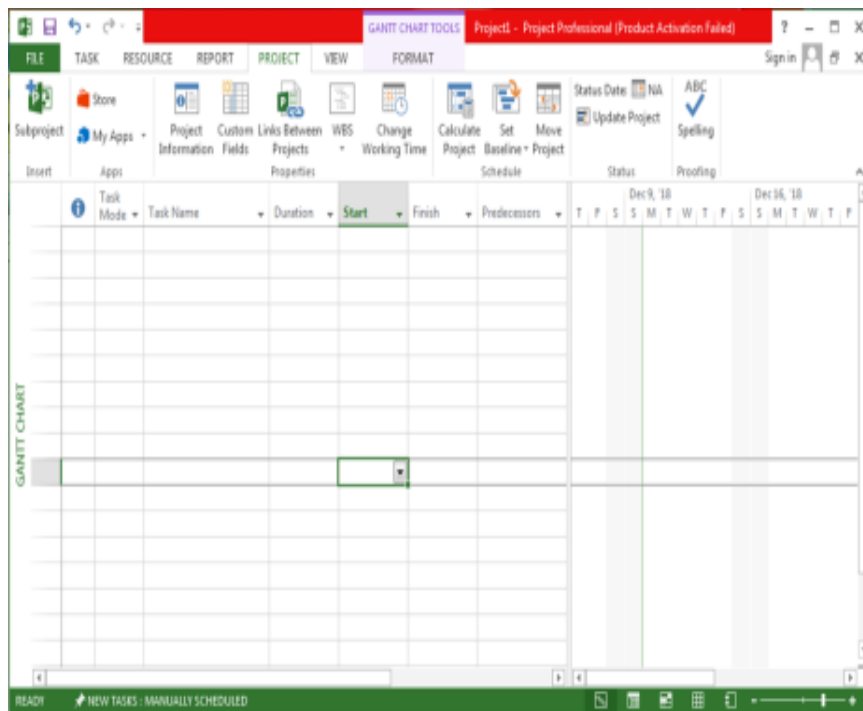 GANTT CHART TOOLS Project1 - Project Professional (Product Activation Failed) ?
FILE TASK RESOURCE REPORT PROJECT VIEW FORMAT Sign in
Subproject
Store
My Apps
Project Information
Custom Fields
Links Between Projects
WBS
Change Working Time
Calculate Project
Set Baseline
Move Project
Status Date: NA
Update Project
ABC
Spelling
Insert Apps Properties Schedule Status Proofing
Task Mode Task Name Duration Start Finish Predecessors
Dec 9, '18 Dec 16, '18
T F S S M T W T F S S M T W T F
GANTT CHART
READY NEW TASKS : MANUALLY SCHEDULED